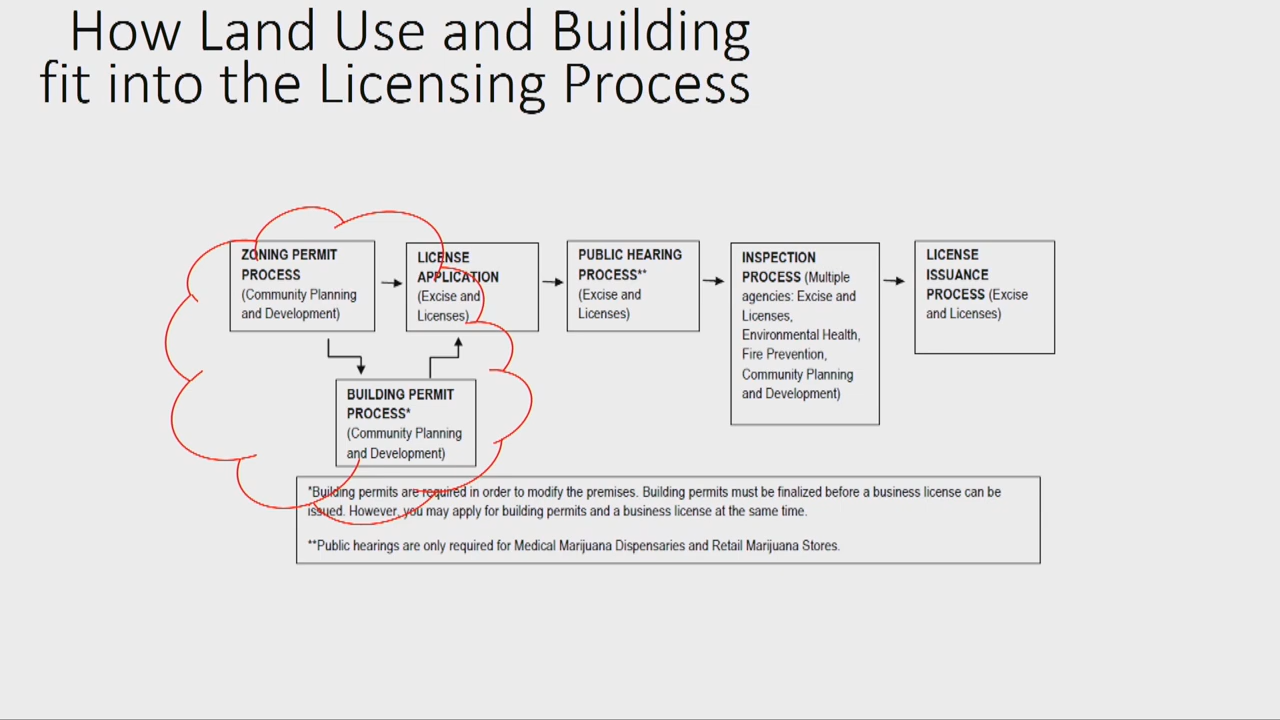 How Land Use and Building
fit into the Licensing Process
ZONING PERMIT
PROCESS
(Community Planning
and Development)
LICENSE
APPLICATION
(Excise and
Licenses)
PUBLIC HEARING
PROCESS**
(Excise and
Licenses)
INSPECTION
PROCESS (Multiple
agencies: Excise and
Licenses,
Environmental Health,
Fire Prevention,
Community Planning
and Development)
LICENSE
ISSUANCE
PROCESS (Excise
and Licenses)
BUILDING PERMIT
PROCESS*
(Community Planning
and Development)
*Building permits are required in order to modify the premises. Building permits must be finalized before a business license can be
issued. However, you may apply for building permits and a business license at the same time.
**Public hearings are only required for Medical Marijuana Dispensaries and Retail Marijuana Stores.